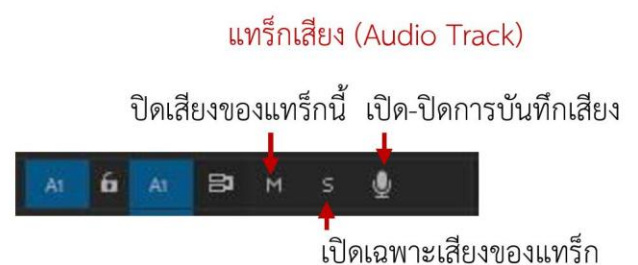 แทร็กเสียง (Audio Track)
ปิดเสียงของแทร็กนี้ เปิด-ปิดการบันทึกเสียง
A1 A1 M S
เปิดเฉพาะเสียงของแทร็ก